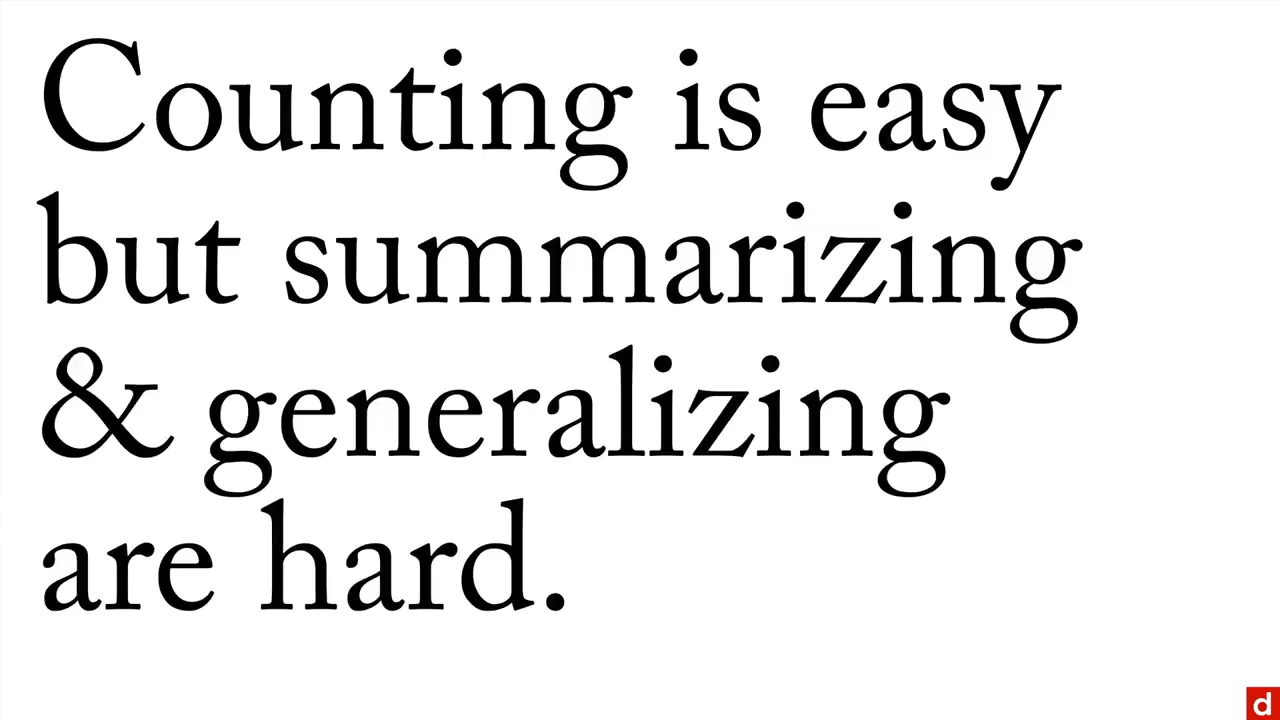 Counting is easy
but summarizing
& generalizing
are hard.
d